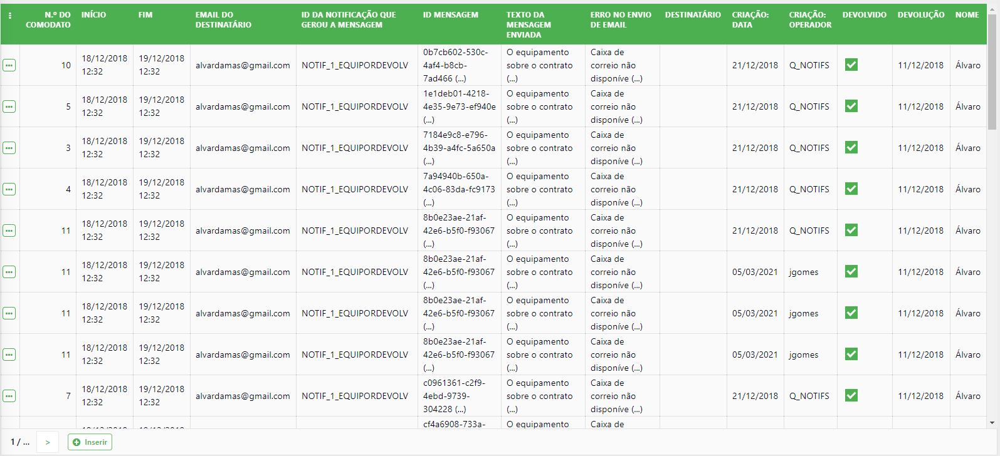 N.º DO COMODATO INÍCIO FIM EMAIL DO DESTINATÁRIO ID DA NOTIFICAÇÃO QUE GEROU A MENSAGEM ID MENSAGEM TEXTO DA MENSAGEM ENVIADA ERRO NO ENVIO DE EMAIL DESTINATÁRIO CRIAÇÃO: DATA CRIAÇÃO: OPERADOR DEVOLVIDO DEVOLUÇÃO NOME
10 18/12/2018 12:32 19/12/2018 12:32 alvardamas@gmail.com NOTIF_1_EQUIPORDEVOLV 0b7cb602-530c-4af4-b8cb-7ad466 (...) O equipamento sobre o contrato (...) Caixa de correio não disponíve (...) 21/12/2018 Q_NOTIFS 11/12/2018 Álvaro
5 18/12/2018 12:32 19/12/2018 12:32 alvardamas@gmail.com NOTIF_1_EQUIPORDEVOLV 1e1deb01-4218-4e35-9e73-ef940e (...) O equipamento sobre o contrato (...) Caixa de correio não disponíve (...) 21/12/2018 Q_NOTIFS 11/12/2018 Álvaro
3 18/12/2018 12:32 19/12/2018 12:32 alvardamas@gmail.com NOTIF_1_EQUIPORDEVOLV 7184e9c8-e796-4b39-a4fc-5a650a (...) O equipamento sobre o contrato (...) Caixa de correio não disponíve (...) 21/12/2018 Q_NOTIFS 11/12/2018 Álvaro
4 18/12/2018 12:32 19/12/2018 12:32 alvardamas@gmail.com NOTIF_1_EQUIPORDEVOLV 7a94940b-650a-4c06-83da-fc9173 (...) O equipamento sobre o contrato (...) Caixa de correio não disponíve (...) 21/12/2018 Q_NOTIFS 11/12/2018 Álvaro
11 18/12/2018 12:32 19/12/2018 12:32 alvardamas@gmail.com NOTIF_1_EQUIPORDEVOLV 8b0e23ae-21af-42e6-b5f0-f93067 (...) O equipamento sobre o contrato (...) Caixa de correio não disponíve (...) 21/12/2018 Q_NOTIFS 11/12/2018 Álvaro
11 18/12/2018 12:32 19/12/2018 12:32 alvardamas@gmail.com NOTIF_1_EQUIPORDEVOLV 8b0e23ae-21af-42e6-b5f0-f93067 (...) O equipamento sobre o contrato (...) Caixa de correio não disponíve (...) 05/03/2021 jgomes 11/12/2018 Álvaro
11 18/12/2018 12:32 19/12/2018 12:32 alvardamas@gmail.com NOTIF_1_EQUIPORDEVOLV 8b0e23ae-21af-42e6-b5f0-f93067 (...) O equipamento sobre o contrato (...) Caixa de correio não disponíve (...) 05/03/2021 jgomes 11/12/2018 Álvaro
11 18/12/2018 12:32 19/12/2018 12:32 alvardamas@gmail.com NOTIF_1_EQUIPORDEVOLV 8b0e23ae-21af-42e6-b5f0-f93067 (...) O equipamento sobre o contrato (...) Caixa de correio não disponíve (...) 05/03/2021 jgomes 11/12/2018 Álvaro
7 18/12/2018 12:32 19/12/2018 12:32 alvardamas@gmail.com NOTIF_1_EQUIPORDEVOLV c0961361-c2f9-4ebd-9739-304228 (...) O equipamento sobre o contrato (...) Caixa de correio não disponíve (...) 21/12/2018 Q_NOTIFS 11/12/2018 Álvaro
cf4a6908-733a- O equipamento Caixa de
1 / ... > Inserir